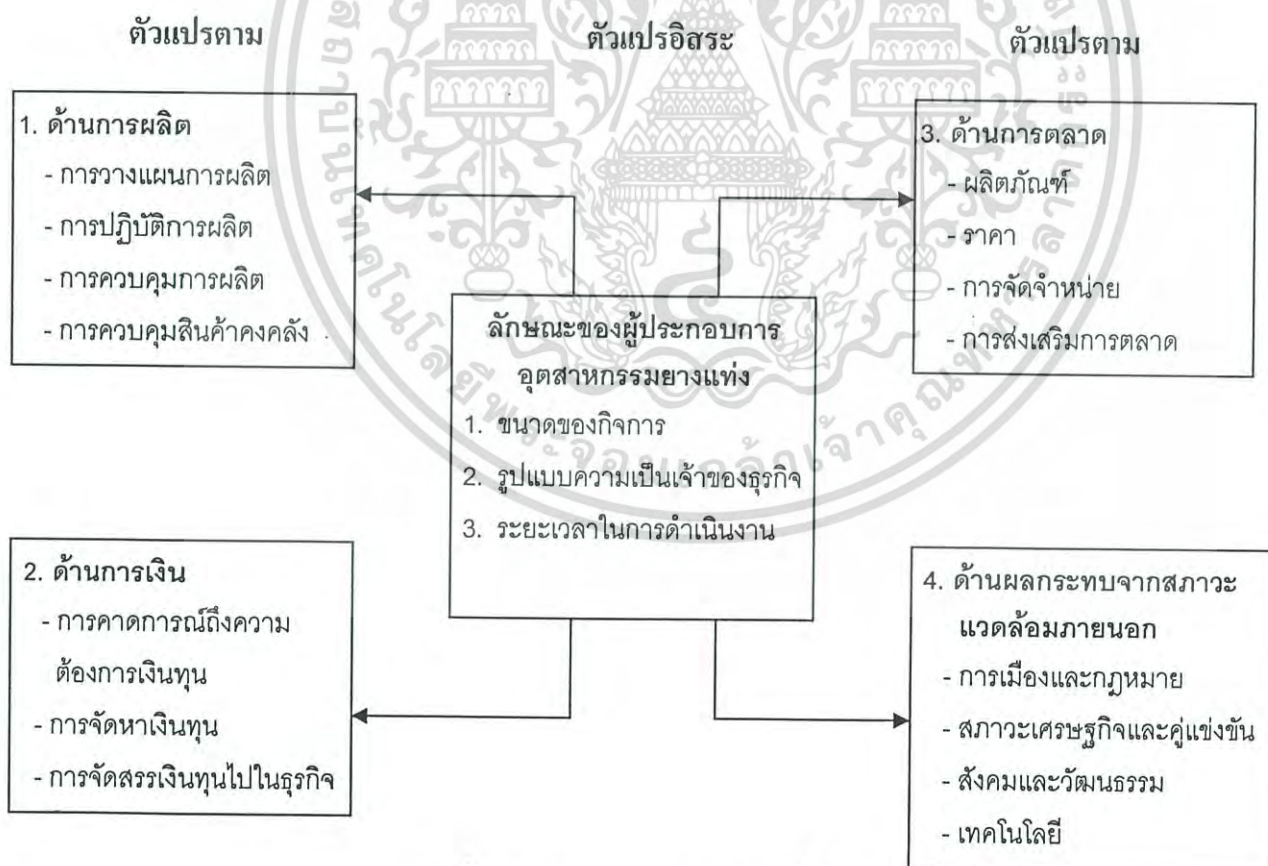 ตัวแปรตาม
ตัวแปรอิสระ
ตัวแปรตาม
1. ด้านการผลิต
- การวางแผนการผลิต
- การปฏิบัติการผลิต
- การควบคุมการผลิต
- การควบคุมสินค้าคงคลัง
3. ด้านการตลาด
- ผลิตภัณฑ์
- ราคา
- การจัดจำหน่าย
- การส่งเสริมการตลาด
ลักษณะของผู้ประกอบการ
อุตสาหกรรมยางแท่ง
1. ขนาดของกิจการ
2. รูปแบบความเป็นเจ้าของธุรกิจ
3. ระยะเวลาในการดำเนินงาน
2. ด้านการเงิน
- การคาดการณ์ถึงความ
ต้องการเงินทุน
- การจัดหาเงินทุน
- การจัดสรรเงินทุนไปในธุรกิจ
4. ด้านผลกระทบจากสภาวะ
แวดล้อมภายนอก
- การเมืองและกฎหมาย
- สภาวะเศรษฐกิจและคู่แข่งขัน
- สังคมและวัฒนธรรม
- เทคโนโลยี